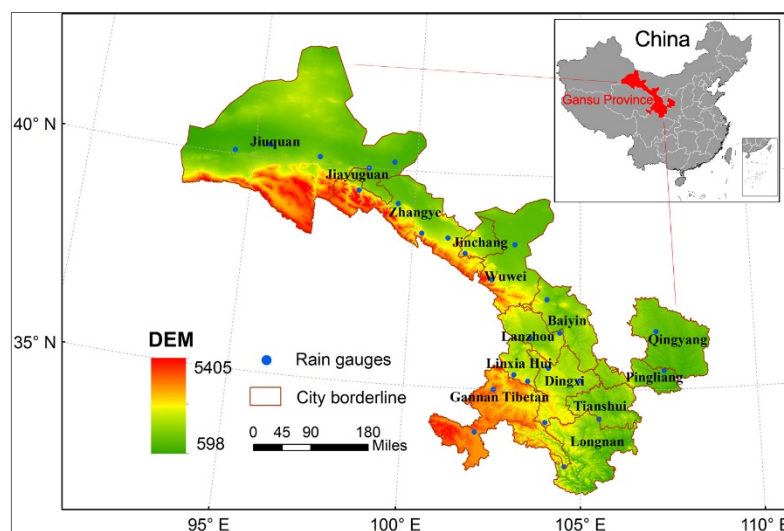 China
Gansu Province
40° N
Jiuquan
Jiayuguan
Zhangye
Jinchang
Wuwei
35° N
DEM
5405
598
Rain gauges
City borderline
0 45 90 180
Miles
Baiyin
Lanzhou
Qingyang
Linxia Hui
Dingxi
Pingliang
Gannan Tibetan
Tianshui
Longnan
95° E
100° E
105° E
110° E